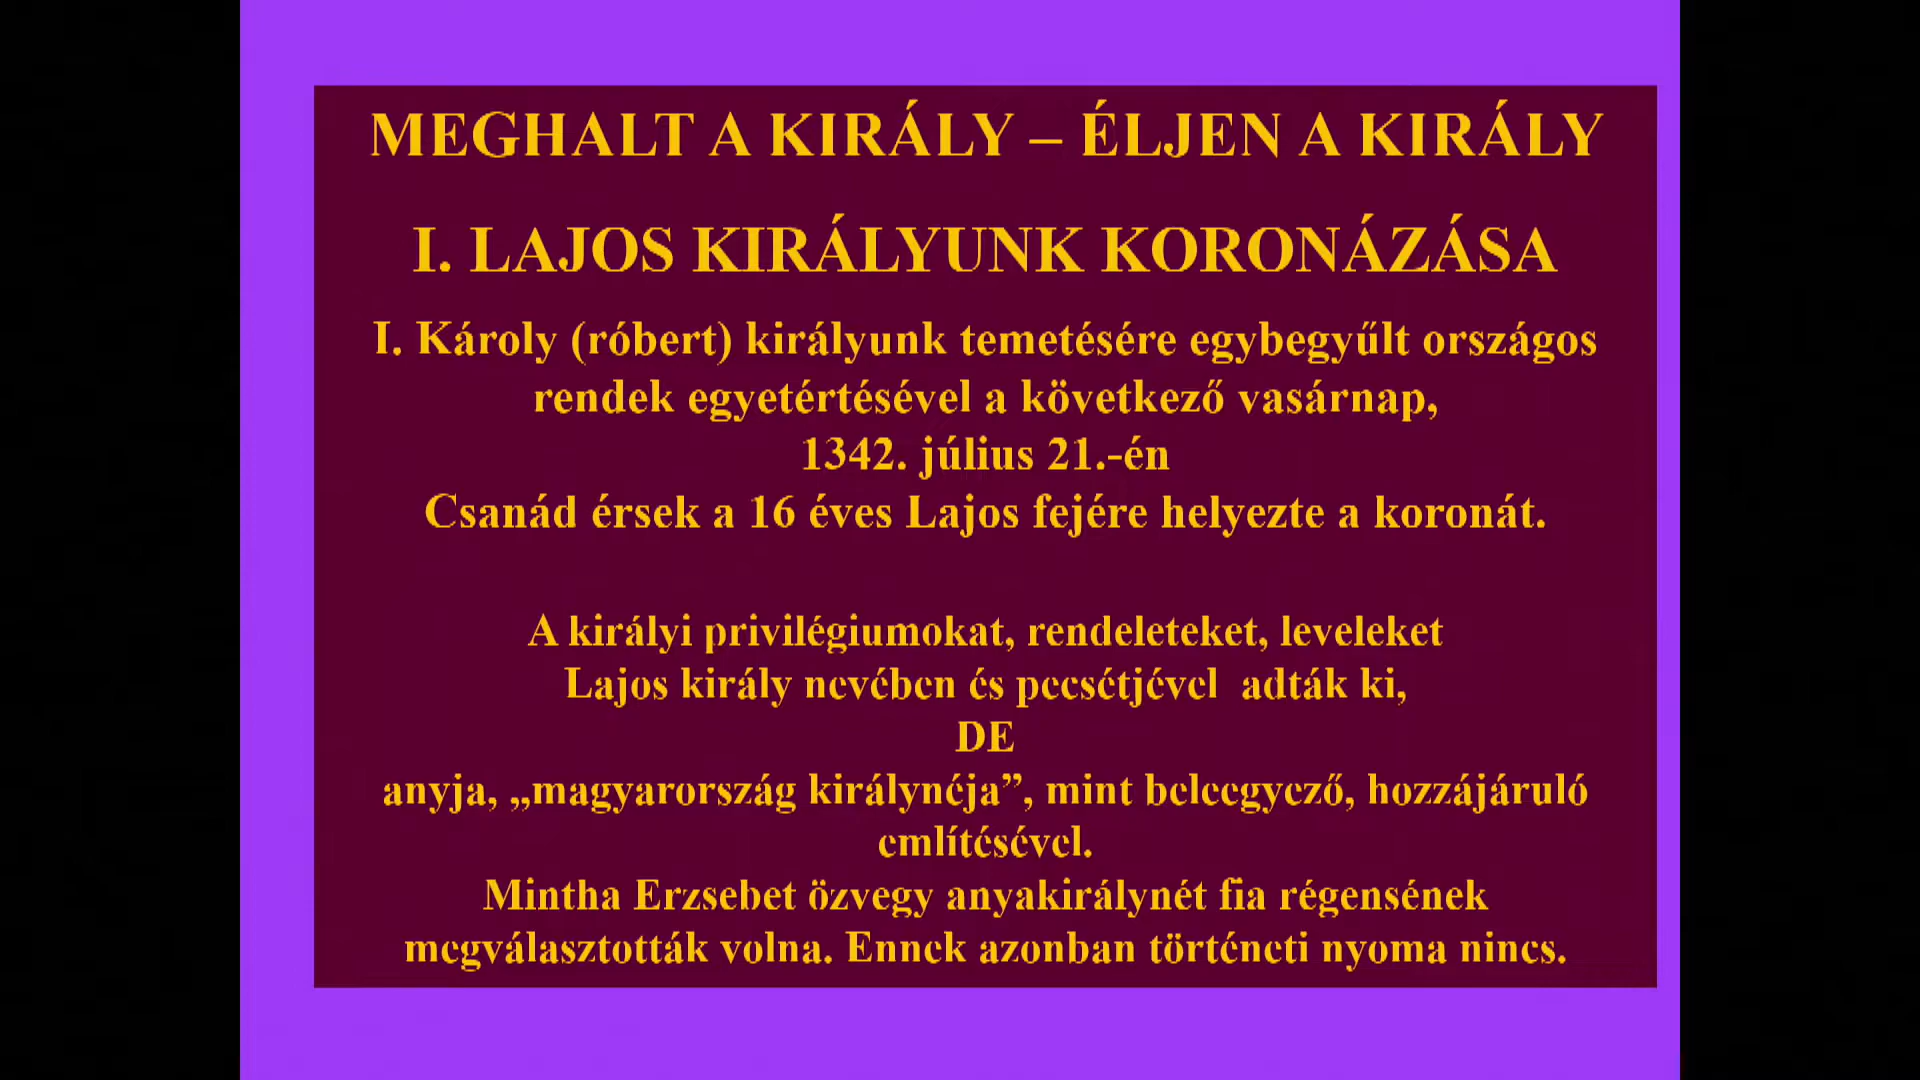 MEGHALT A KIRÁLY – ÉLJEN A KIRÁLY
I. LAJOS KIRÁLYUNK KORONÁZÁSA
I. Károly (róbert) királyunk temetésére egybegyűlt országos
rendek egyetértésével a következő vasárnap,
1342. július 21.-én
Csanád érsek a 16 éves Lajos fejére helyezte a koronát.
A királyi privilégiumokat, rendeleteket, leveleket
Lajos király nevében és pecsétjével adták ki,
DE
anyja, „magyarország királynéja”, mint beleegyező, hozzájáruló
említésével.
Mintha Erzsebet özvegy anyakirálynét fia régensének
megválasztották volna. Ennek azonban történeti nyoma nincs.